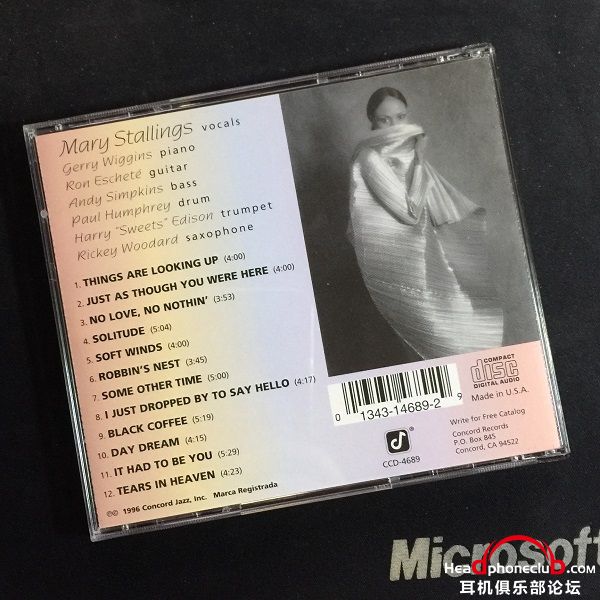 Mary Stallings vocals
Gerry Wiggins piano
Ron Escheté guitar
Andy Simpkins bass
Paul Humphrey drum
Harry "Sweets" Edison trumpet
Rickey Woodard saxophone
1. THINGS ARE LOOKING UP (4:00)
2. JUST AS THOUGH YOU WERE HERE (4:00)
3. NO LOVE, NO NOTHIN' (3:53)
4. SOLITUDE (5:04)
5. SOFT WINDS (4:00)
6. ROBBIN'S NEST (3:45)
7. SOME OTHER TIME (5:00)
8. I JUST DROPPED BY TO SAY HELLO (4:17)
9. BLACK COFFEE (5:19)
10. DAY DREAM (4:15)
11. IT HAD TO BE YOU (5:29)
12. TEARS IN HEAVEN (4:23)
℗© 1996 Concord Jazz, Inc. Marca Registrada
0 1343-14689-2 9
CCD-4689
COMPACT
disc
DIGITAL AUDIO
Made in U.S.A.
Write for Free Catalog
Concord Records
P.O. Box 845
Concord, CA 94522
Microsoft
Headphoneclub.com
耳机俱乐部论坛